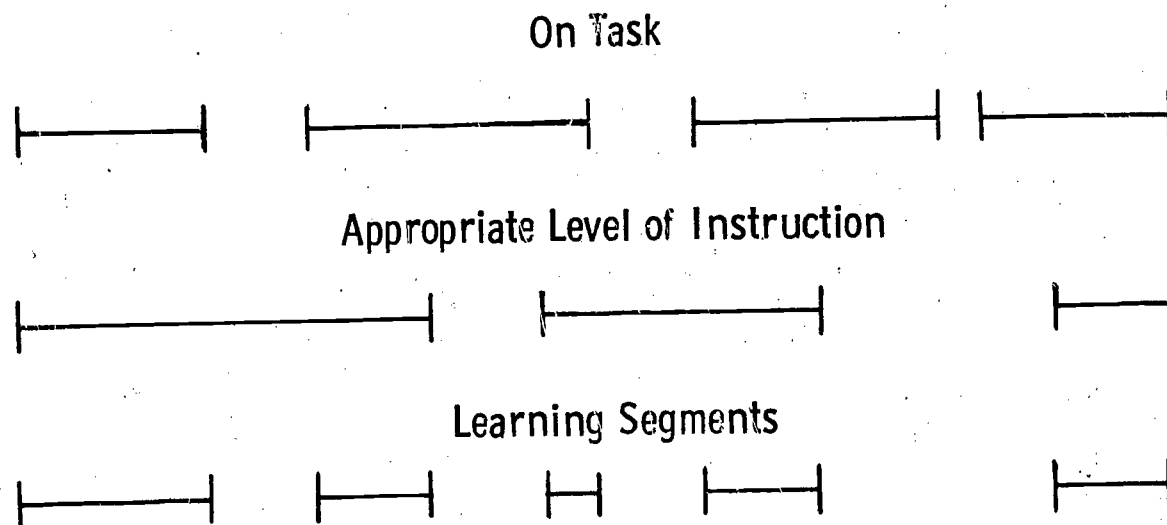 On Task
Appropriate Level of Instruction
Learning Segments